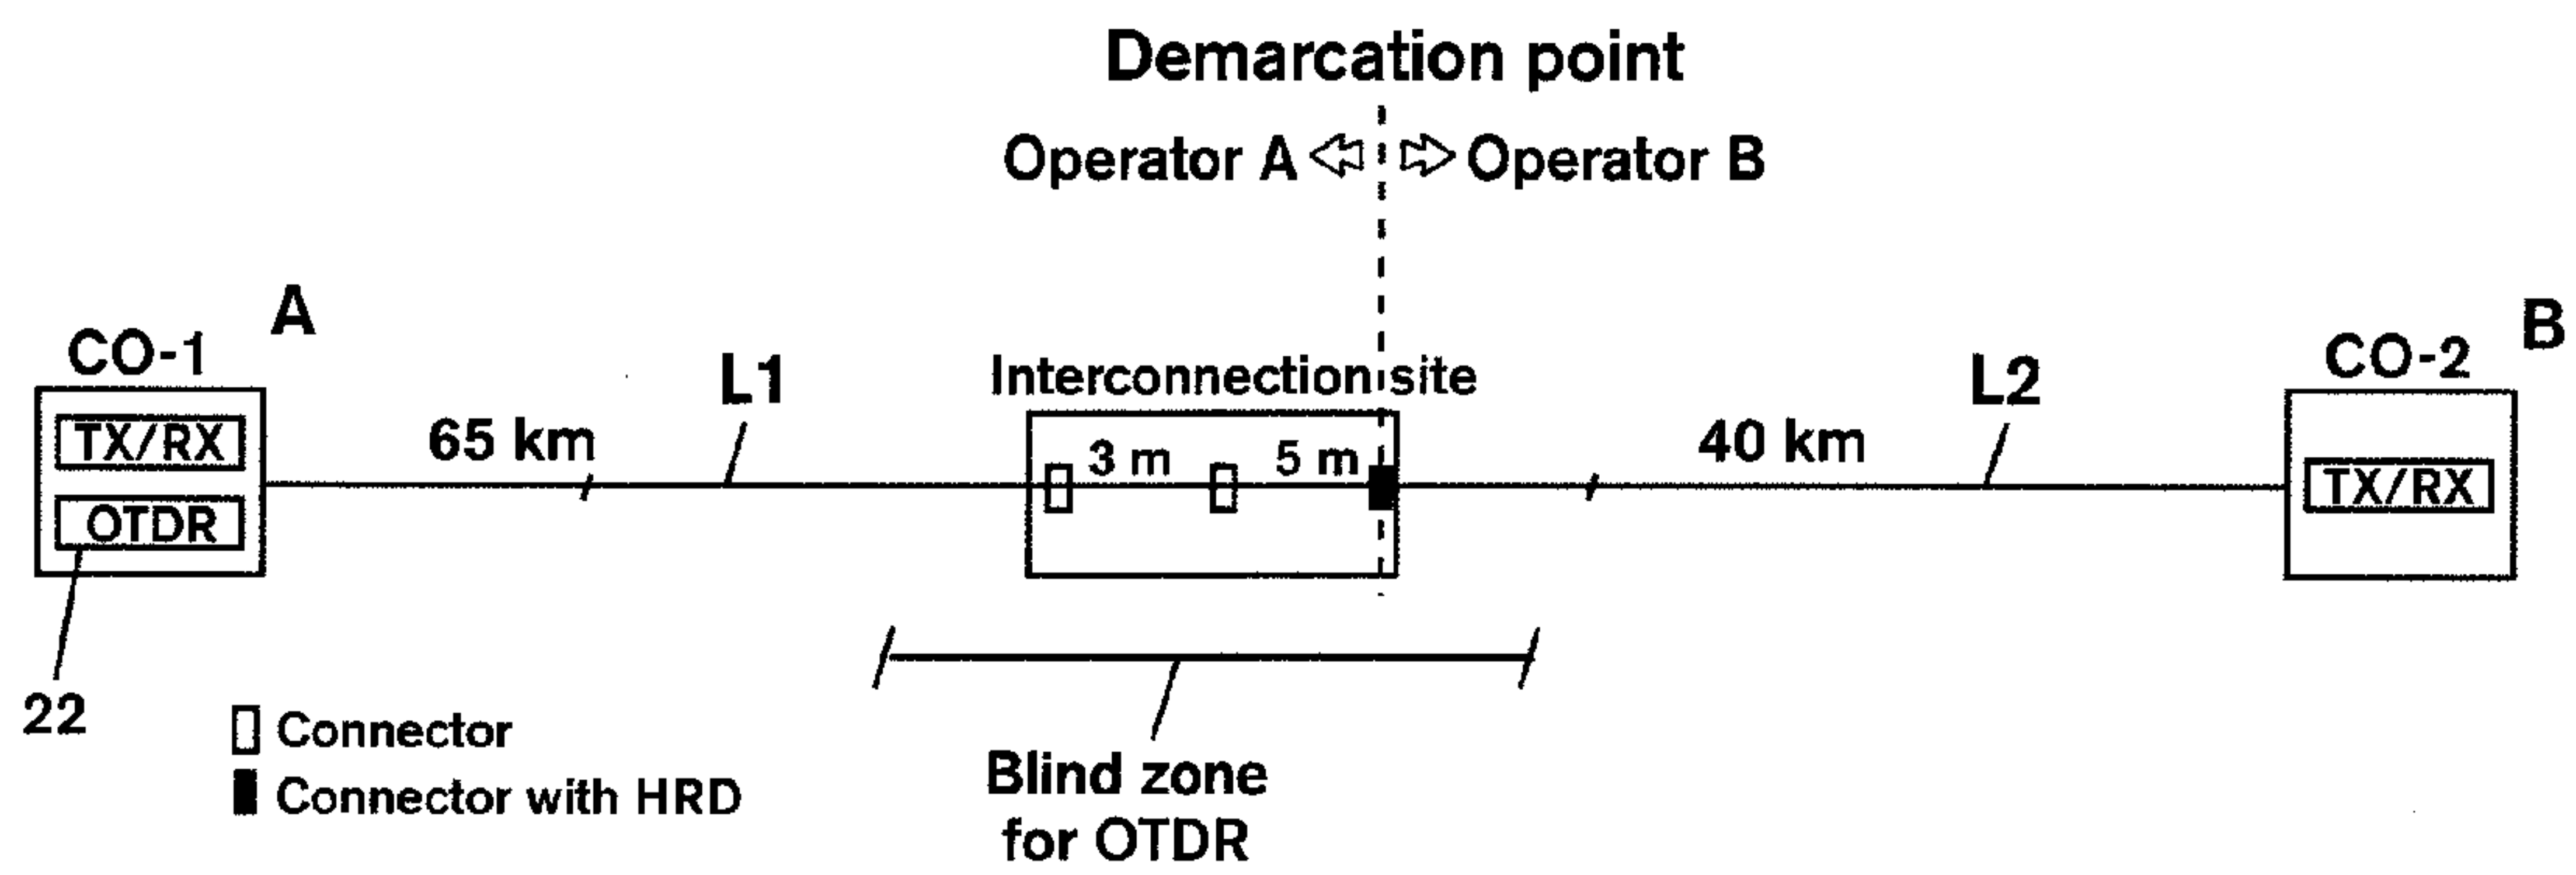 Demarcation point
Operator A Operator B
A
B
CO-1
CO-2
L1
L2
Interconnection site
65 km
3 m
5 m
40 km
TX/RX
OTDR
TX/RX
22
Connector
Connector with HRD
Blind zone
for OTDR